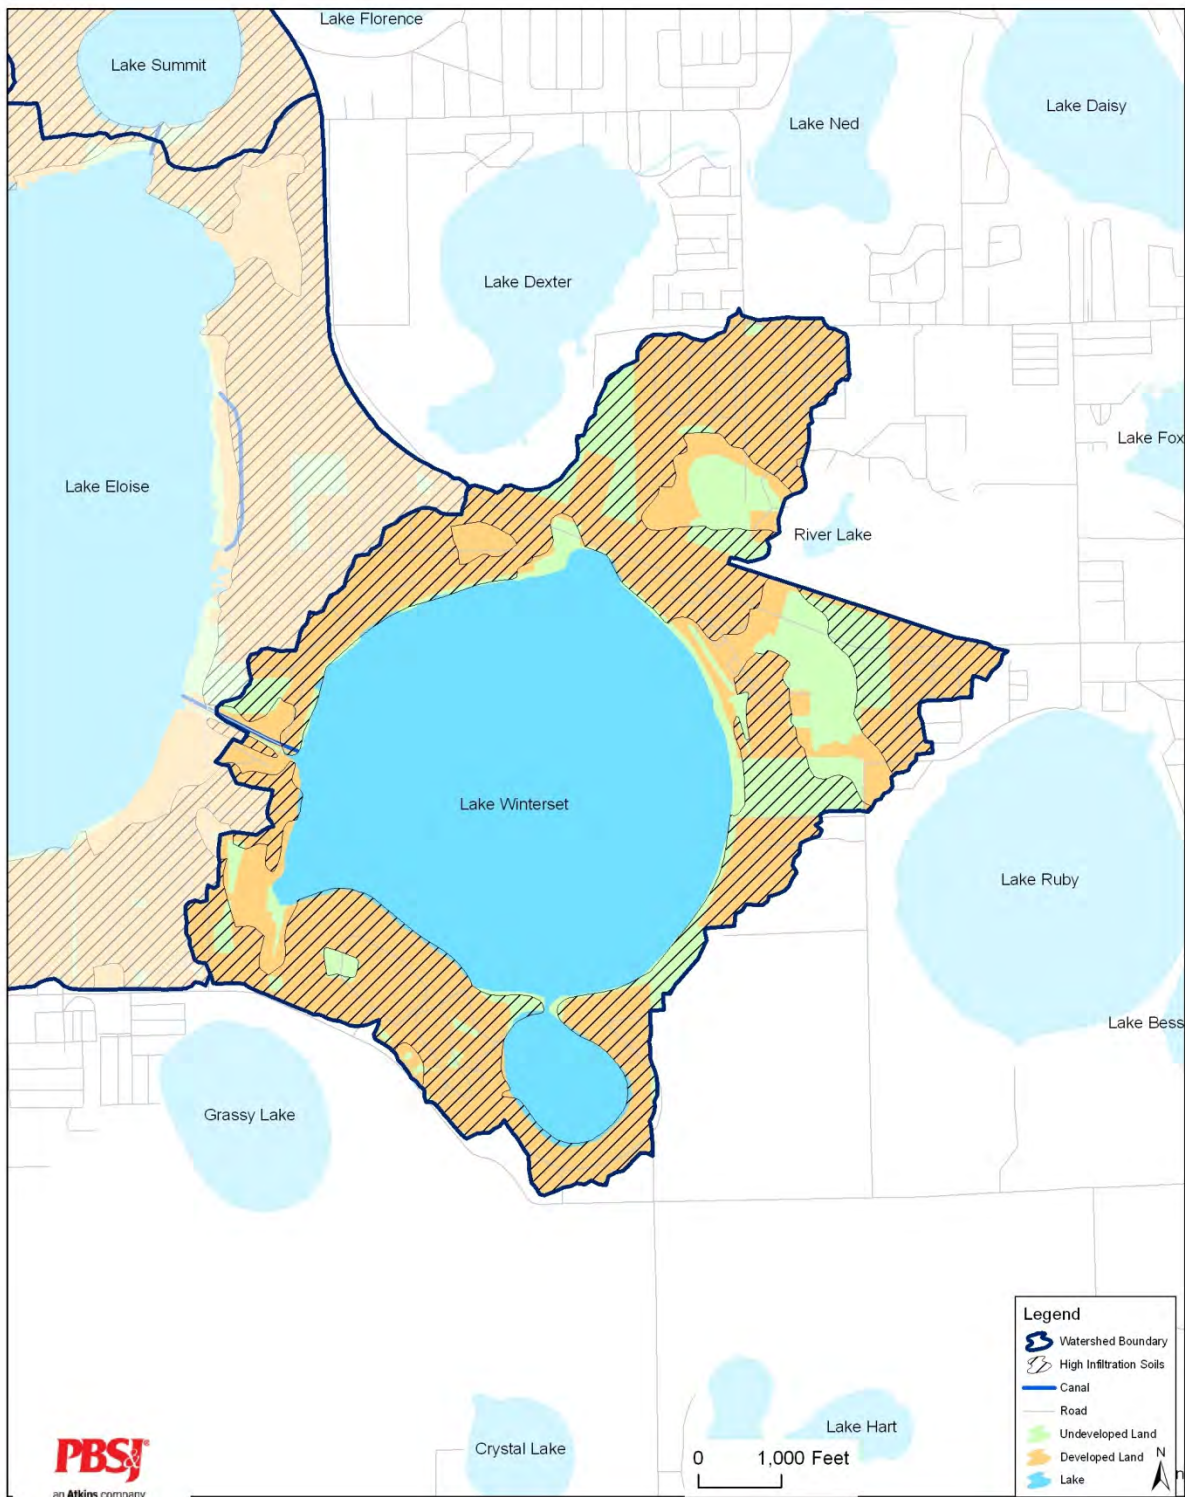 Lake Florence
Lake Summit
Lake Daisy
Lake Ned
Lake Dexter
Lake Fox
Lake Eloise
River Lake
Lake Winterset
Lake Ruby
Lake Bess
Grassy Lake
Legend
Watershed Boundary
High Infiltration Soils
Canal
Road
Undeveloped Land
Developed Land
Lake
N
Lake Hart
Crystal Lake
0 1,000 Feet
PBS&J
an Atkins company